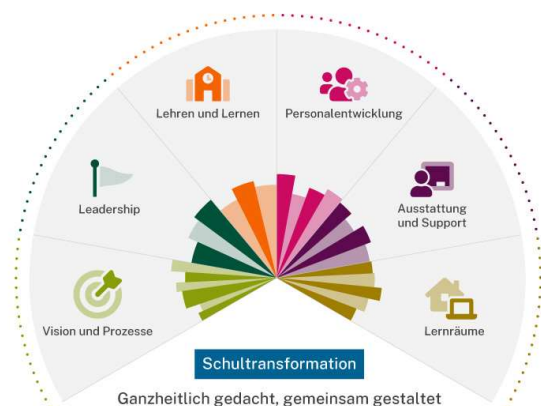 Lehren und Lernen
Personalentwicklung
Leadership
Ausstattung
und Support
Vision und Prozesse
Lernräume
Schultransformation
Ganzheitlich gedacht, gemeinsam gestaltet